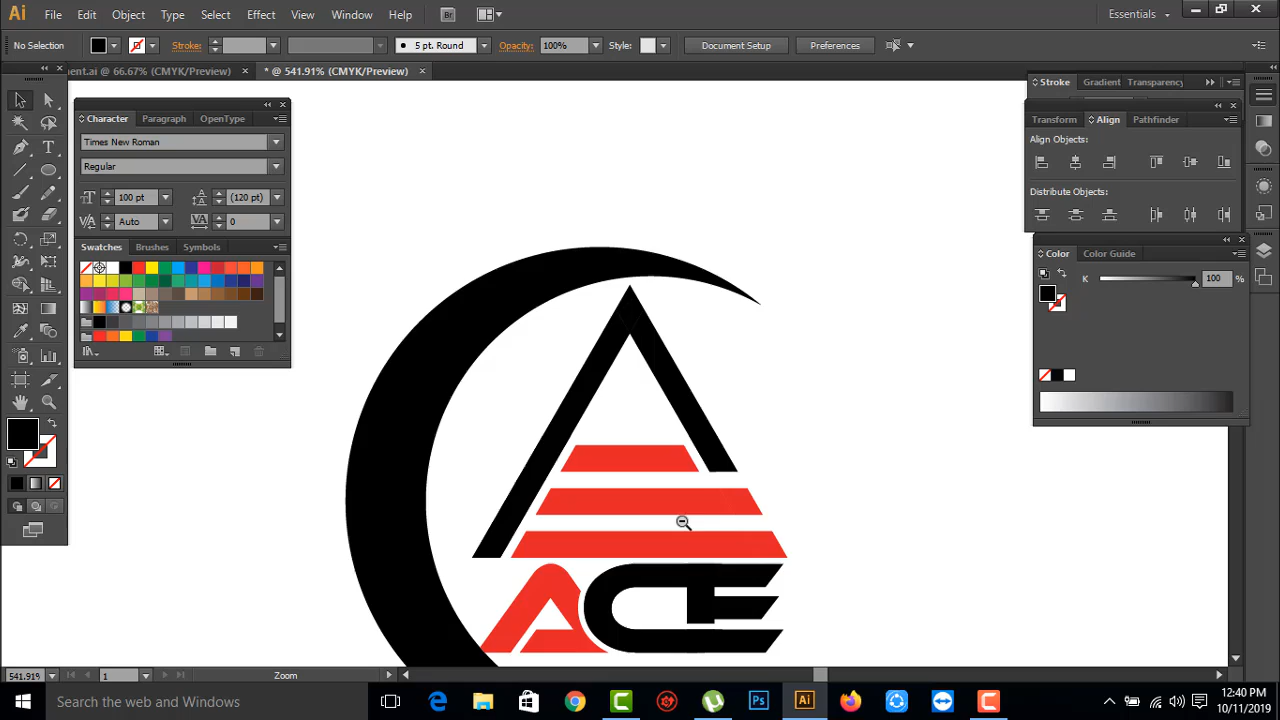 Ai File Edit Object Type Select Effect View Window Help Br Essentials
No Selection Stroke: 5 pt. Round Opacity: 100% Style: Document Setup Preferences
ent.ai @ 66.67% (CMYK/Preview) × * @ 541.91% (CMYK/Preview) ×
Stroke Gradient Transparency
Character Paragraph OpenType
Transform Align Pathfinder
Times New Roman
Align Objects:
Regular
100 pt (120 pt)
Distribute Objects:
Auto 0
Swatches Brushes Symbols
Color Color Guide
K 100 %
ACE
541.91% 1 Zoom
Search the web and Windows
Ps Ai
12:40 PM
10/11/2019